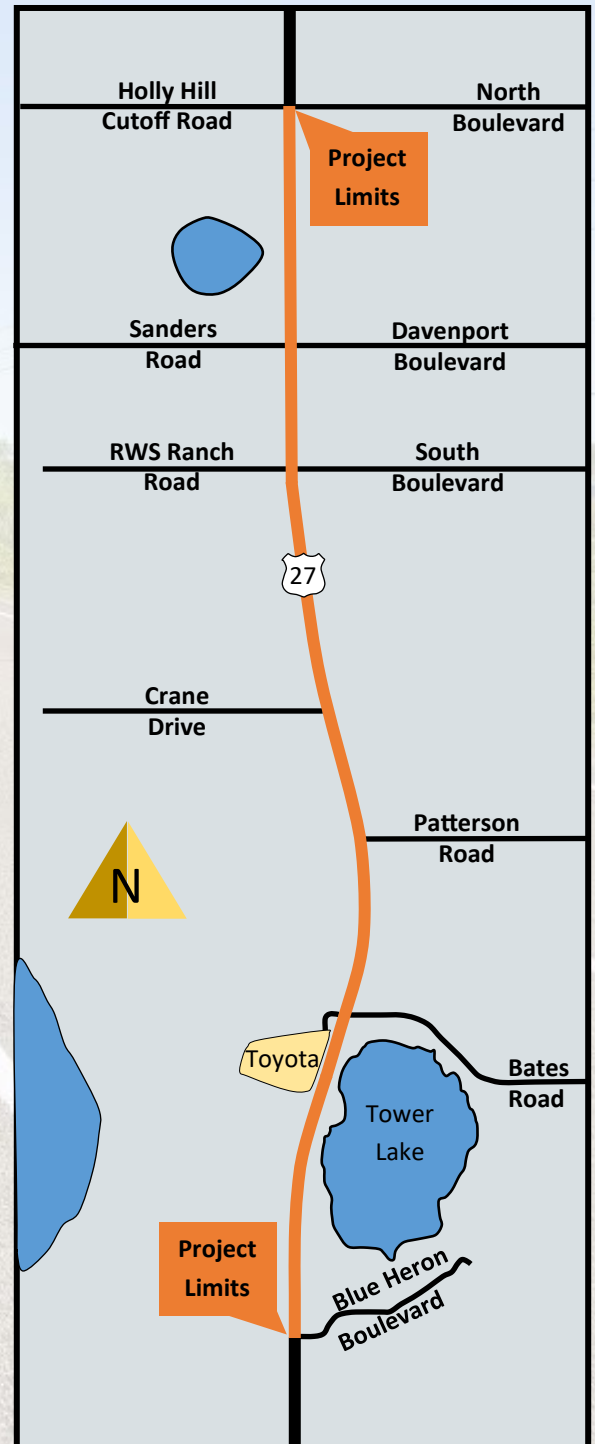 Holly Hill
Cutoff Road
North
Boulevard
Project
Limits
Sanders
Road
Davenport
Boulevard
RWS Ranch
Road
South
Boulevard
27
Crane
Drive
Patterson
Road
N
Toyota
Bates
Road
Tower
Lake
Project
Limits
Blue Heron
Boulevard